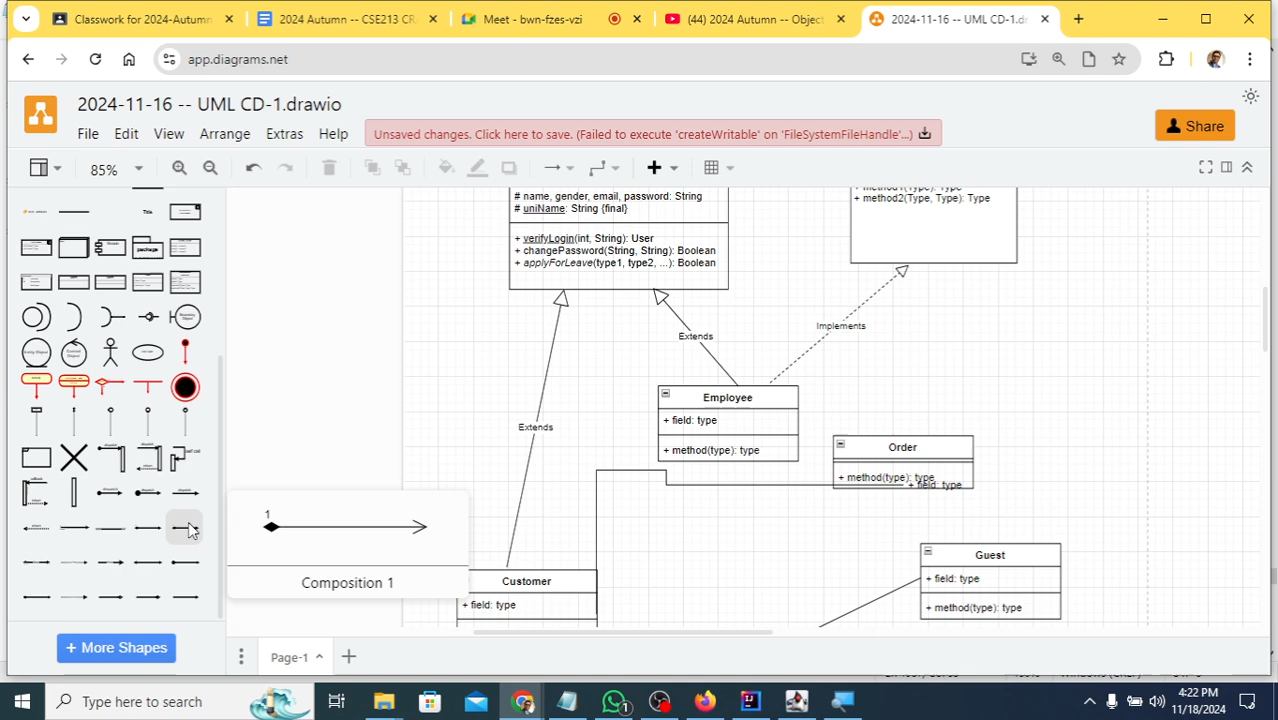 Classwork for 2024-Autumn
2024 Autumn -- CSE213 CR
Meet - bwn-fzes-vzi
(44) 2024 Autumn -- Object
2024-11-16 -- UML CD-1.dr
app.diagrams.net
2024-11-16 -- UML CD-1.drawio
File Edit View Arrange Extras Help
Unsaved changes. Click here to save. (Failed to execute 'createWritable' on 'FileSystemFileHandle'...)
Share
85%
# name, gender, email, password: String
# uniName: String {final}
+ verifyLogin(int, String): User
+ changePassword(String, String): Boolean
+ applyForLeave(type1, type2, ...): Boolean
+ method1(Type): Type
+ method2(Type, Type): Type
Title
package
Implements
Extends
Extends
Employee
+ field: type
+ method(type): type
Order
+ method(type): type
+ field: type
Guest
+ field: type
+ method(type): type
Customer
+ field: type
1
Composition 1
+ More Shapes
Page-1
Type here to search
1
4:22 PM
11/18/2024